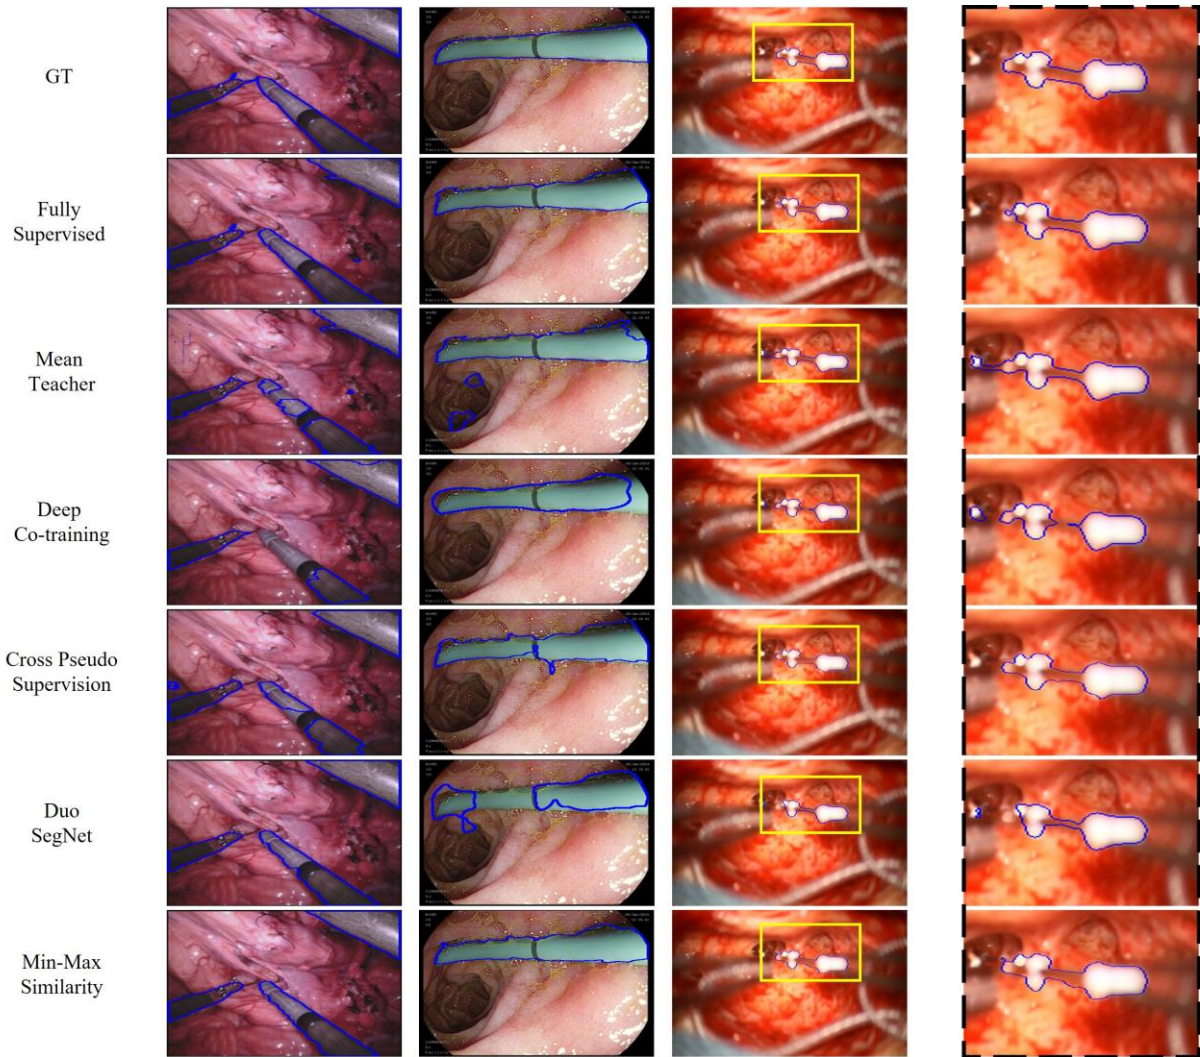 GT
Fully
Supervised
Mean
Teacher
Deep
Co-training
Cross Pseudo
Supervision
Duo
SegNet
Min-Max
Similarity